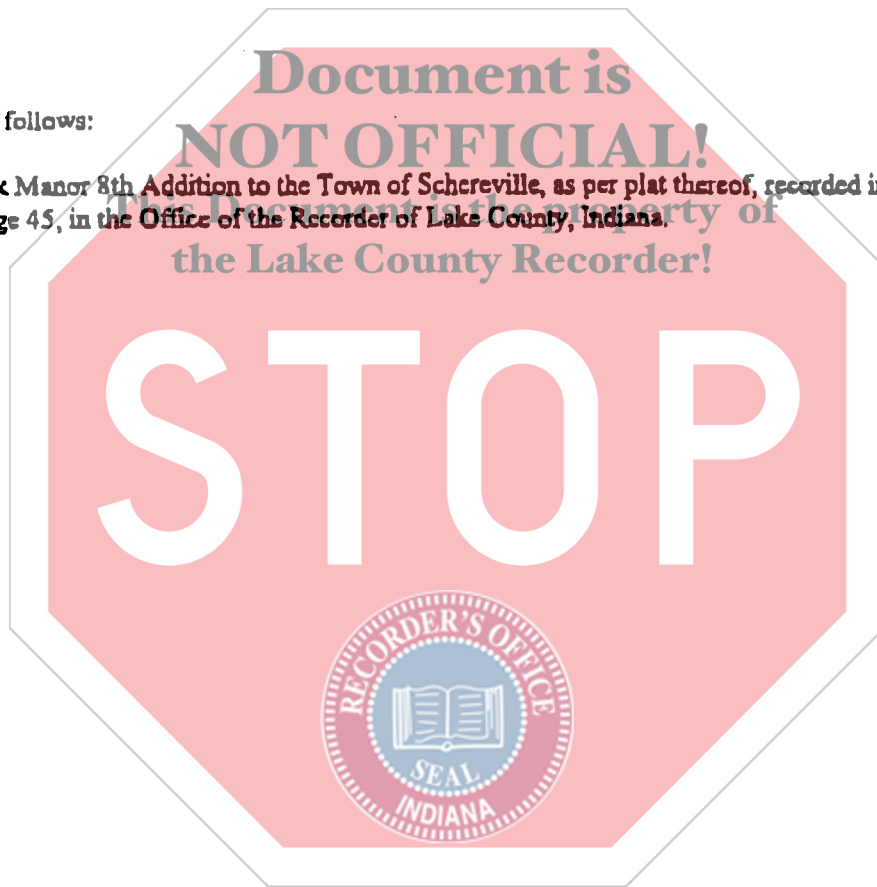 Document is
follows:
NOT OFFICIAL!
Manor 8th Addition to the Town of Schereville, as per plat thereof, recorded
This Document is the property of
45, in the Office of the Recorder of Lake County, Indiana.
the Lake County Recorder!
STOP
RECORDER'S OFFICE
SEAL
INDIANA